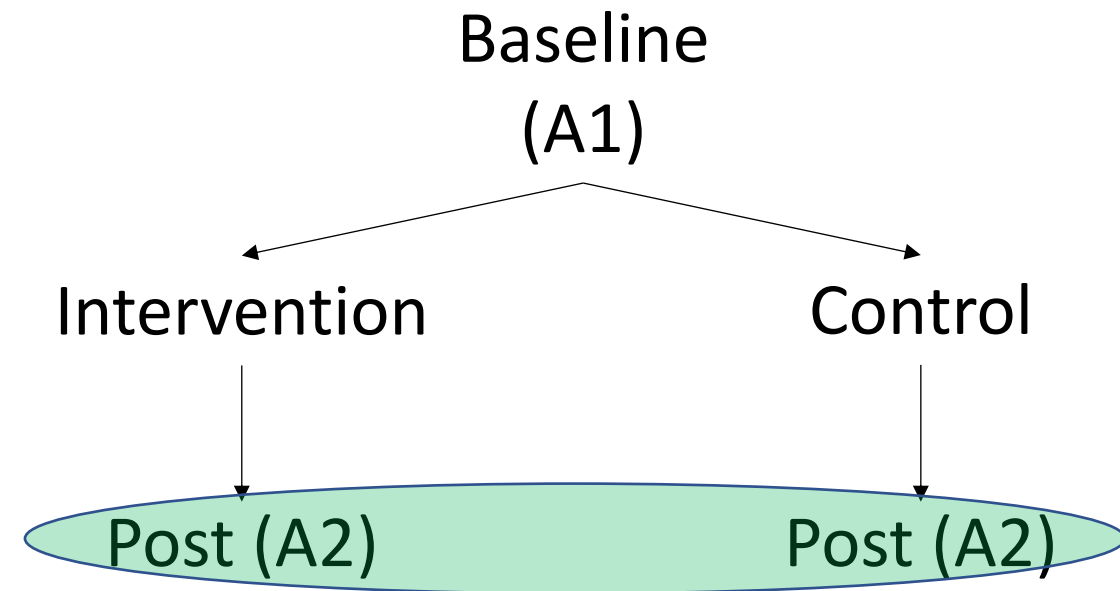 Baseline
(A1)
Intervention Control
Post (A2) Post (A2)